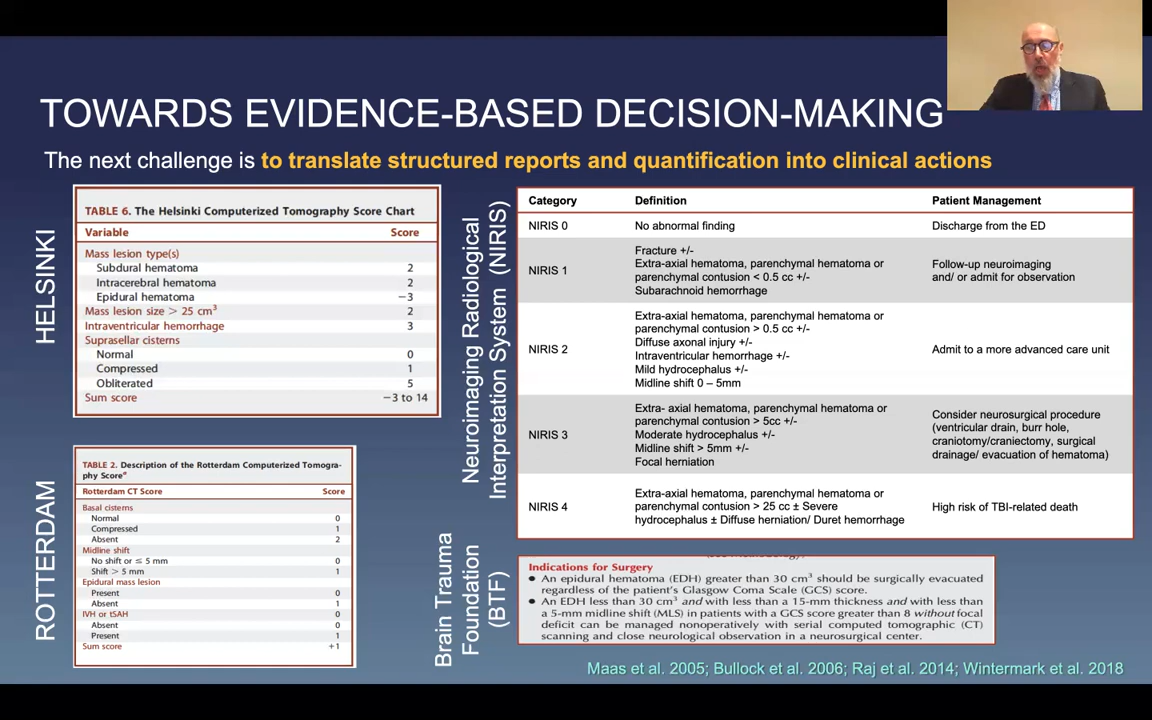 TOWARDS EVIDENCE-BASED DECISION-MAKING
The next challenge is to translate structured reports and quantification into clinical actions
HELSINKI
TABLE 6. The Helsinki Computerized Tomography Score Chart
Variable Score
Mass lesion type(s)
Subdural hematoma 2
Intracerebral hematoma 2
Epidural hematoma −3
Mass lesion size > 25 cm³ 2
Intraventricular hemorrhage 3
Suprasellar cisterns
Normal 0
Compressed 1
Obliterated 5
Sum score −3 to 14
ROTTERDAM
TABLE 2. Description of the Rotterdam Computerized Tomogra-
phy Scoreᵃ
Rotterdam CT Score Score
Basal cisterns
Normal 0
Compressed 1
Absent 2
Midline shift
No shift or ≤ 5 mm 0
Shift > 5 mm 1
Epidural mass lesion
Present 0
Absent 1
IVH or tSAH 0
Absent 0
Present 1
Sum score +1
Neuroimaging Radiological
Interpretation System (NIRIS)
Category Definition Patient Management
NIRIS 0 No abnormal finding Discharge from the ED
NIRIS 1
Fracture +/-
Extra-axial hematoma, parenchymal hematoma or
parenchymal contusion < 0.5 cc +/-
Subarachnoid hemorrhage
Follow-up neuroimaging
and/ or admit for observation
NIRIS 2
Extra-axial hematoma, parenchymal hematoma or
parenchymal contusion > 0.5 cc +/-
Diffuse axonal injury +/-
Intraventricular hemorrhage +/-
Mild hydrocephalus +/-
Midline shift 0 – 5mm
Admit to a more advanced care unit
NIRIS 3
Extra- axial hematoma, parenchymal hematoma or
parenchymal contusion > 5cc +/-
Moderate hydrocephalus +/-
Midline shift > 5mm +/-
Focal herniation
Consider neurosurgical procedure
(ventricular drain, burr hole,
craniotomy/craniectomy, surgical
drainage/ evacuation of hematoma)
NIRIS 4
Extra-axial hematoma, parenchymal hematoma or
parenchymal contusion > 25 cc ± Severe
hydrocephalus ± Diffuse herniation/ Duret hemorrhage
High risk of TBI-related death
Brain Trauma
Foundation
(BTF)
Indications for Surgery
● An epidural hematoma (EDH) greater than 30 cm³ should be surgically evacuated
regardless of the patient's Glasgow Coma Scale (GCS) score.
● An EDH less than 30 cm³ and with less than a 15-mm thickness and with less than
a 5-mm midline shift (MLS) in patients with a GCS score greater than 8 without focal
deficit can be managed nonoperatively with serial computed tomographic (CT)
scanning and close neurological observation in a neurosurgical center.
Maas et al. 2005; Bullock et al. 2006; Raj et al. 2014; Wintermark et al. 2018